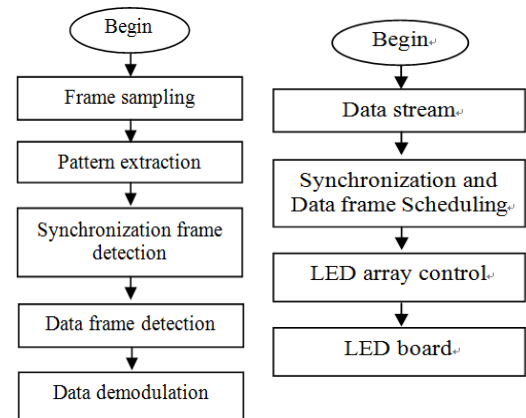 Begin
Frame sampling
Pattern extraction
Synchronization frame
detection
Data frame detection
Data demodulation
Begin
Data stream
Synchronization and
Data frame Scheduling
LED array control
LED board